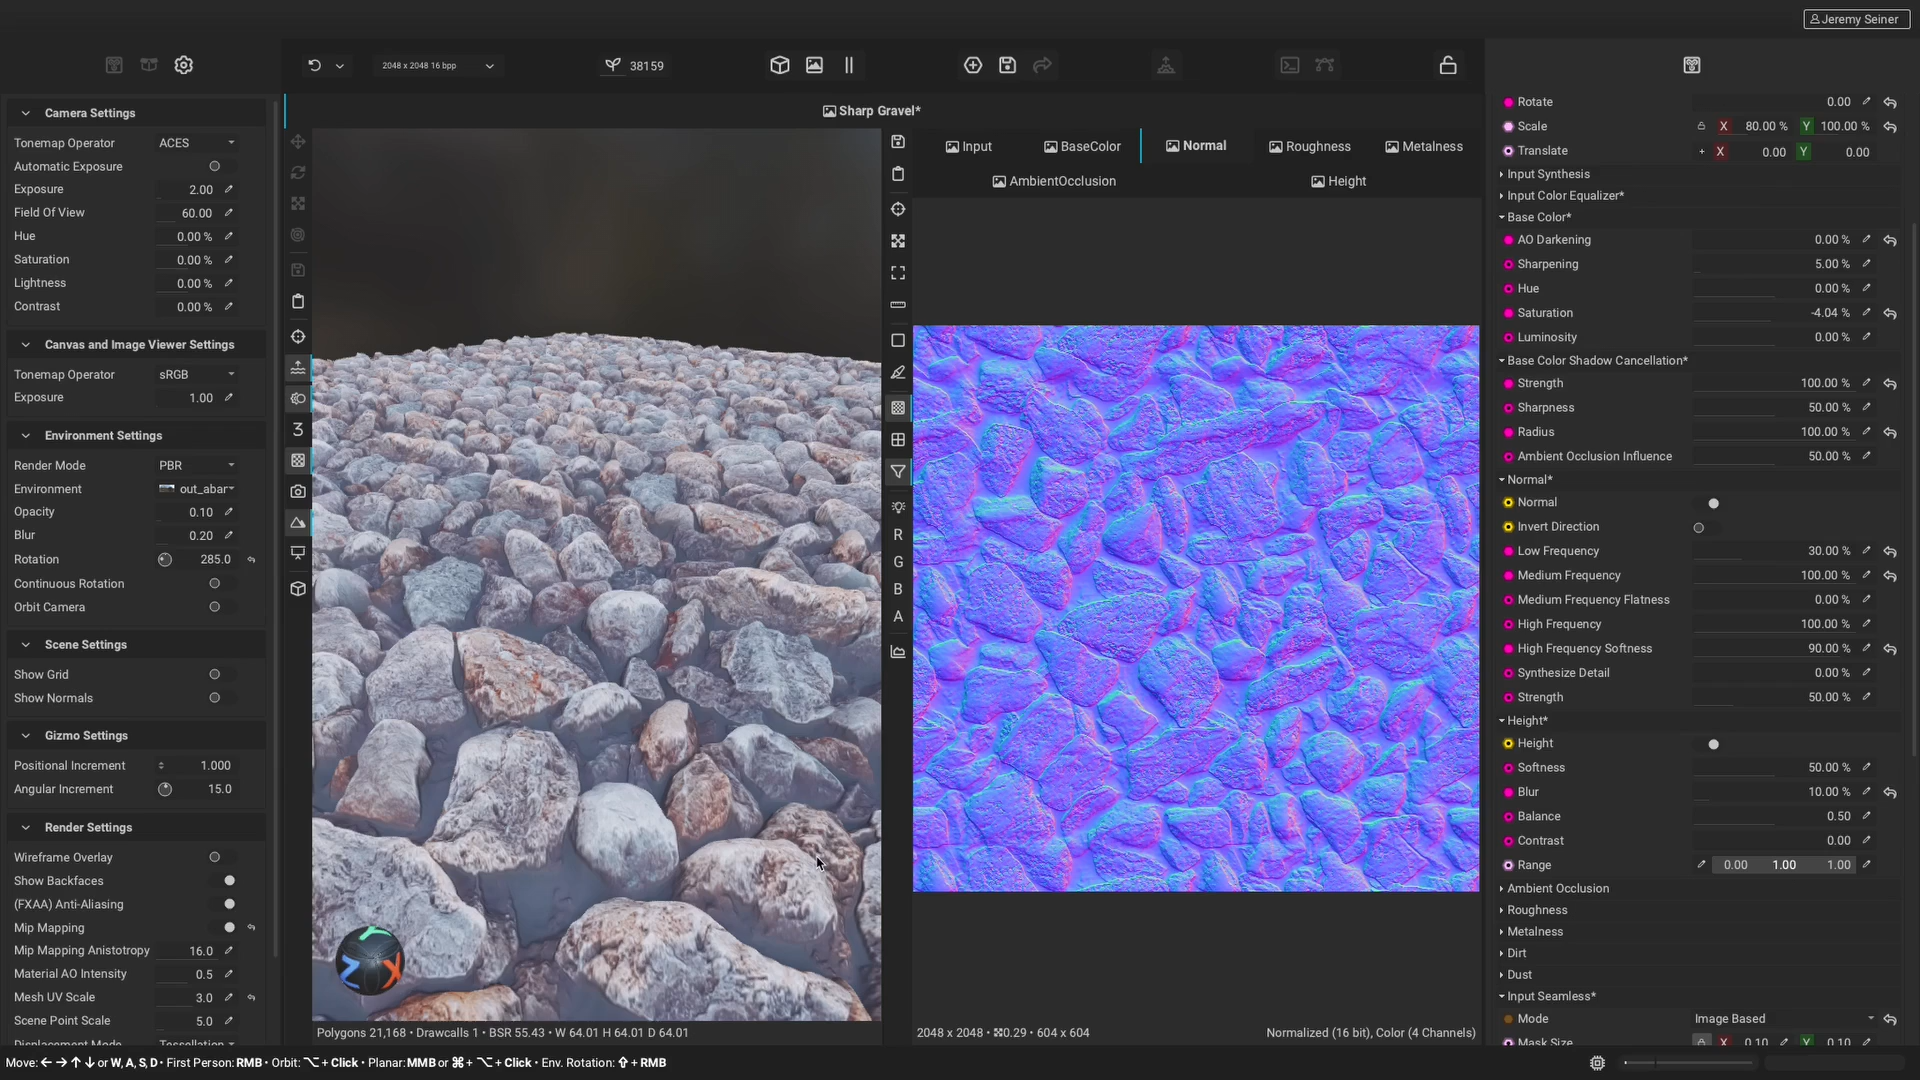 Jeremy Seiner
2048 x 2048 16 bpp
38159
Sharp Gravel*
Camera Settings
Tonemap Operator ACES
Automatic Exposure
Exposure 2.00
Field Of View 60.00
Hue 0.00 %
Saturation 0.00 %
Lightness 0.00 %
Contrast 0.00 %
Canvas and Image Viewer Settings
Tonemap Operator sRGB
Exposure 1.00
Environment Settings
Render Mode PBR
Environment out_abar
Opacity 0.10
Blur 0.20
Rotation 285.0
Continuous Rotation
Orbit Camera
Scene Settings
Show Grid
Show Normals
Gizmo Settings
Positional Increment 1.000
Angular Increment 15.0
Render Settings
Wireframe Overlay
Show Backfaces
(FXAA) Anti-Aliasing
Mip Mapping
Mip Mapping Anistotropy 16.0
Material AO Intensity 0.5
Mesh UV Scale 3.0
Scene Point Scale 5.0
Displacement Mode Tessellation
3
Z X Y
Polygons 21,168 • Drawcalls 1 • BSR 55.43 • W 64.01 H 64.01 D 64.01
Input BaseColor Normal Roughness Metalness
AmbientOcclusion Height
R
G
B
A
2048 x 2048 • 0.29 • 604 x 604
Normalized (16 bit), Color (4 Channels)
Rotate 0.00
Scale X 80.00 % Y 100.00 %
Translate + X 0.00 Y 0.00
Input Synthesis
Input Color Equalizer*
Base Color*
AO Darkening 0.00 %
Sharpening 5.00 %
Hue 0.00 %
Saturation -4.04 %
Luminosity 0.00 %
Base Color Shadow Cancellation*
Strength 100.00 %
Sharpness 50.00 %
Radius 100.00 %
Ambient Occlusion Influence 50.00 %
Normal*
Normal
Invert Direction
Low Frequency 30.00 %
Medium Frequency 100.00 %
Medium Frequency Flatness 0.00 %
High Frequency 100.00 %
High Frequency Softness 90.00 %
Synthesize Detail 0.00 %
Strength 50.00 %
Height*
Height
Softness 50.00 %
Blur 10.00 %
Balance 0.50
Contrast 0.00
Range 0.00 1.00 1.00
Ambient Occlusion
Roughness
Metalness
Dirt
Dust
Input Seamless*
Mode Image Based
Mask Size X 0.10 Y 0.10
Move: ← → ↑ ↓ or W, A, S, D • First Person: RMB • Orbit: ⌥ + Click • Planar: MMB or ⌘ + ⌥ + Click • Env. Rotation: ⇧ + RMB